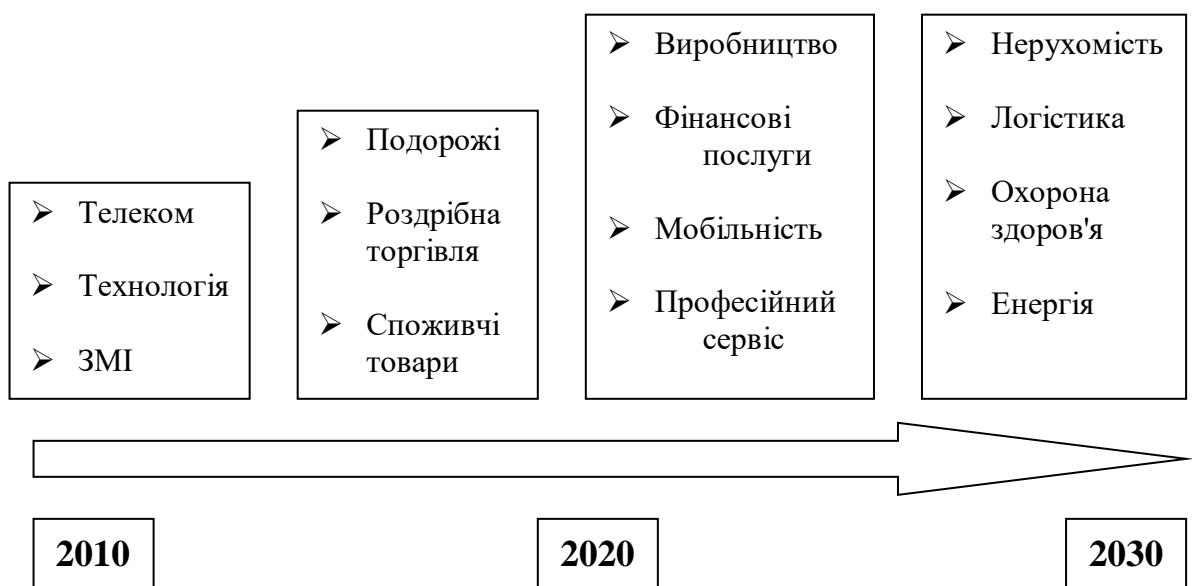 Телеком
Технологія
ЗМІ
Подорожі
Роздрібна
торгівля
Споживчі
товари
Виробництво
Фінансові
послуги
Мобільність
Професійний
сервіс
Нерухомість
Логістика
Охорона
здоров'я
Енергія
2010
2020
2030